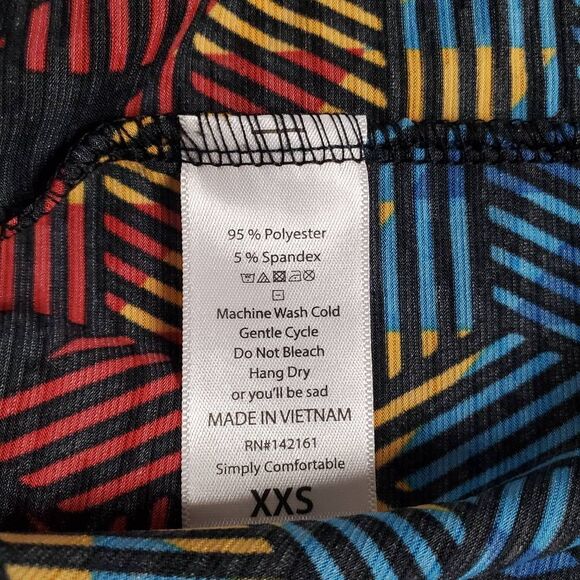 95 % Polyester
5 % Spandex
Machine Wash Cold
Gentle Cycle
Do Not Bleach
Hang Dry
or you'll be sad
MADE IN VIETNAM
RN#142161
Simply Comfortable
XXS